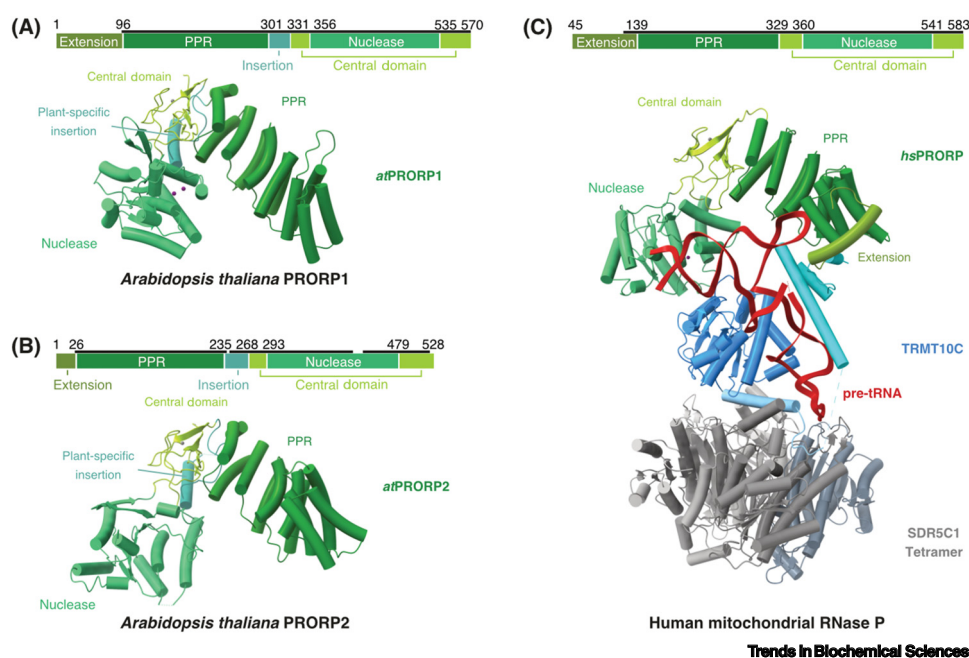 (A)
1 96 301 331 356 535 570
Extension PPR Nuclease
Insertion Central domain
Central domain
PPR
Plant-specific
insertion
atPRORP1
Nuclease
Arabidopsis thaliana PRORP1
(B)
1 26 235 268 293 479 528
PPR Nuclease
Extension Insertion Central domain
Central domain
PPR
Plant-specific
insertion
atPRORP2
Nuclease
Arabidopsis thaliana PRORP2
(C)
45 139 329 360 541 583
Extension PPR Nuclease
Central domain
Central domain
PPR
hsPRORP
Nuclease
Extension
TRMT10C
pre-tRNA
SDR5C1
Tetramer
Human mitochondrial RNase P
Trends in Biochemical Sciences